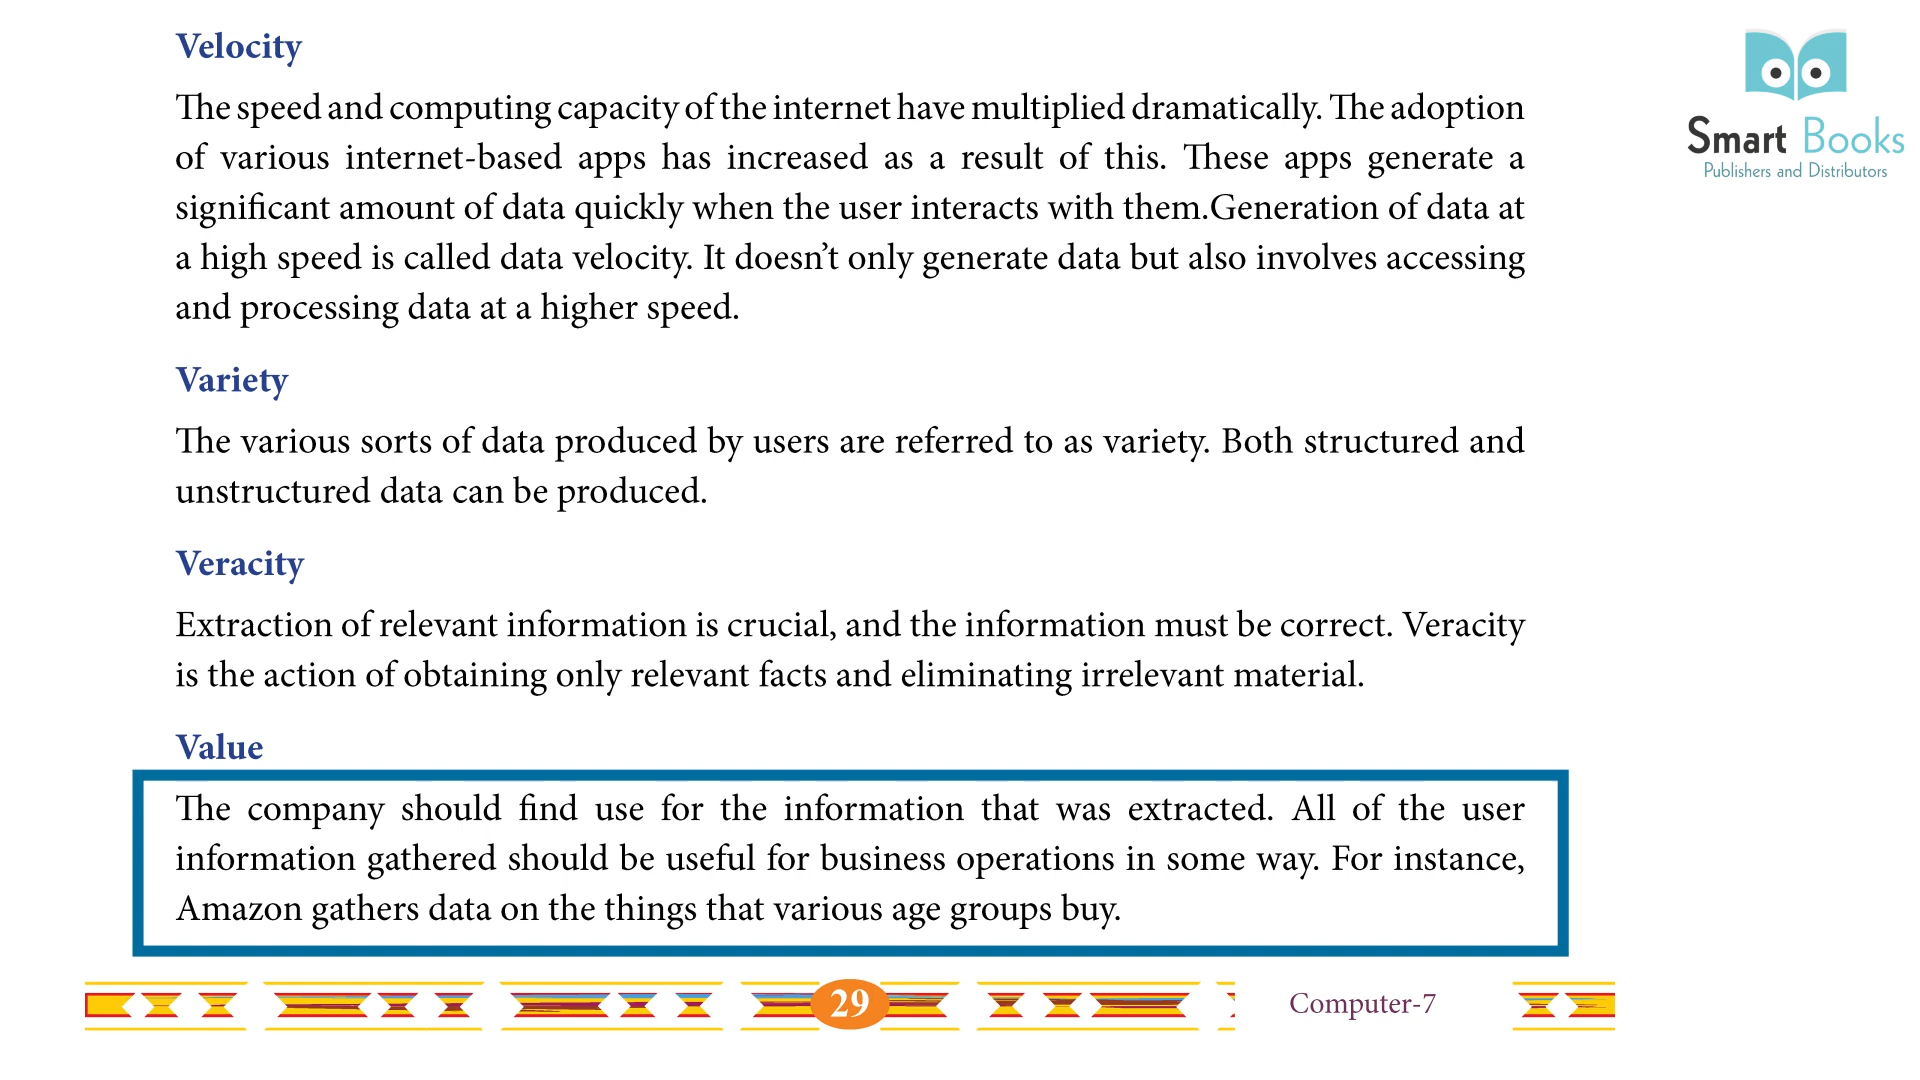 Velocity
The speed and computing capacity of the internet have multiplied dramatically. The adoption
of various internet-based apps has increased as a result of this. These apps generate a
significant amount of data quickly when the user interacts with them.Generation of data at
a high speed is called data velocity. It doesn’t only generate data but also involves accessing
and processing data at a higher speed.
Variety
The various sorts of data produced by users are referred to as variety. Both structured and
unstructured data can be produced.
Veracity
Extraction of relevant information is crucial, and the information must be correct. Veracity
is the action of obtaining only relevant facts and eliminating irrelevant material.
Value
The company should find use for the information that was extracted. All of the user
information gathered should be useful for business operations in some way. For instance,
Amazon gathers data on the things that various age groups buy.
29
Computer-7
Smart Books
Publishers and Distributors